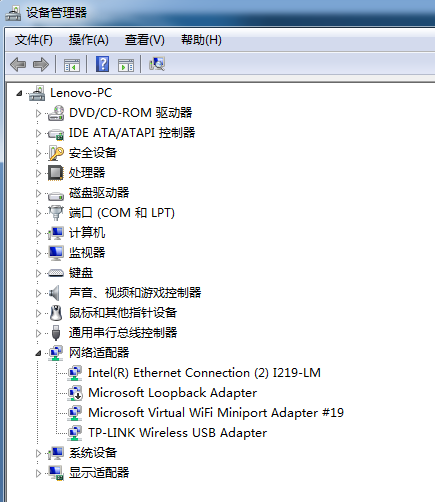 设备管理器
文件(F) 操作(A) 查看(V) 帮助(H)
Lenovo-PC
DVD/CD-ROM 驱动器
IDE ATA/ATAPI 控制器
安全设备
处理器
磁盘驱动器
端口 (COM 和 LPT)
计算机
监视器
键盘
声音、视频和游戏控制器
鼠标和其他指针设备
通用串行总线控制器
网络适配器
Intel(R) Ethernet Connection (2) I219-LM
Microsoft Loopback Adapter
Microsoft Virtual WiFi Miniport Adapter #19
TP-LINK Wireless USB Adapter
系统设备
显示适配器